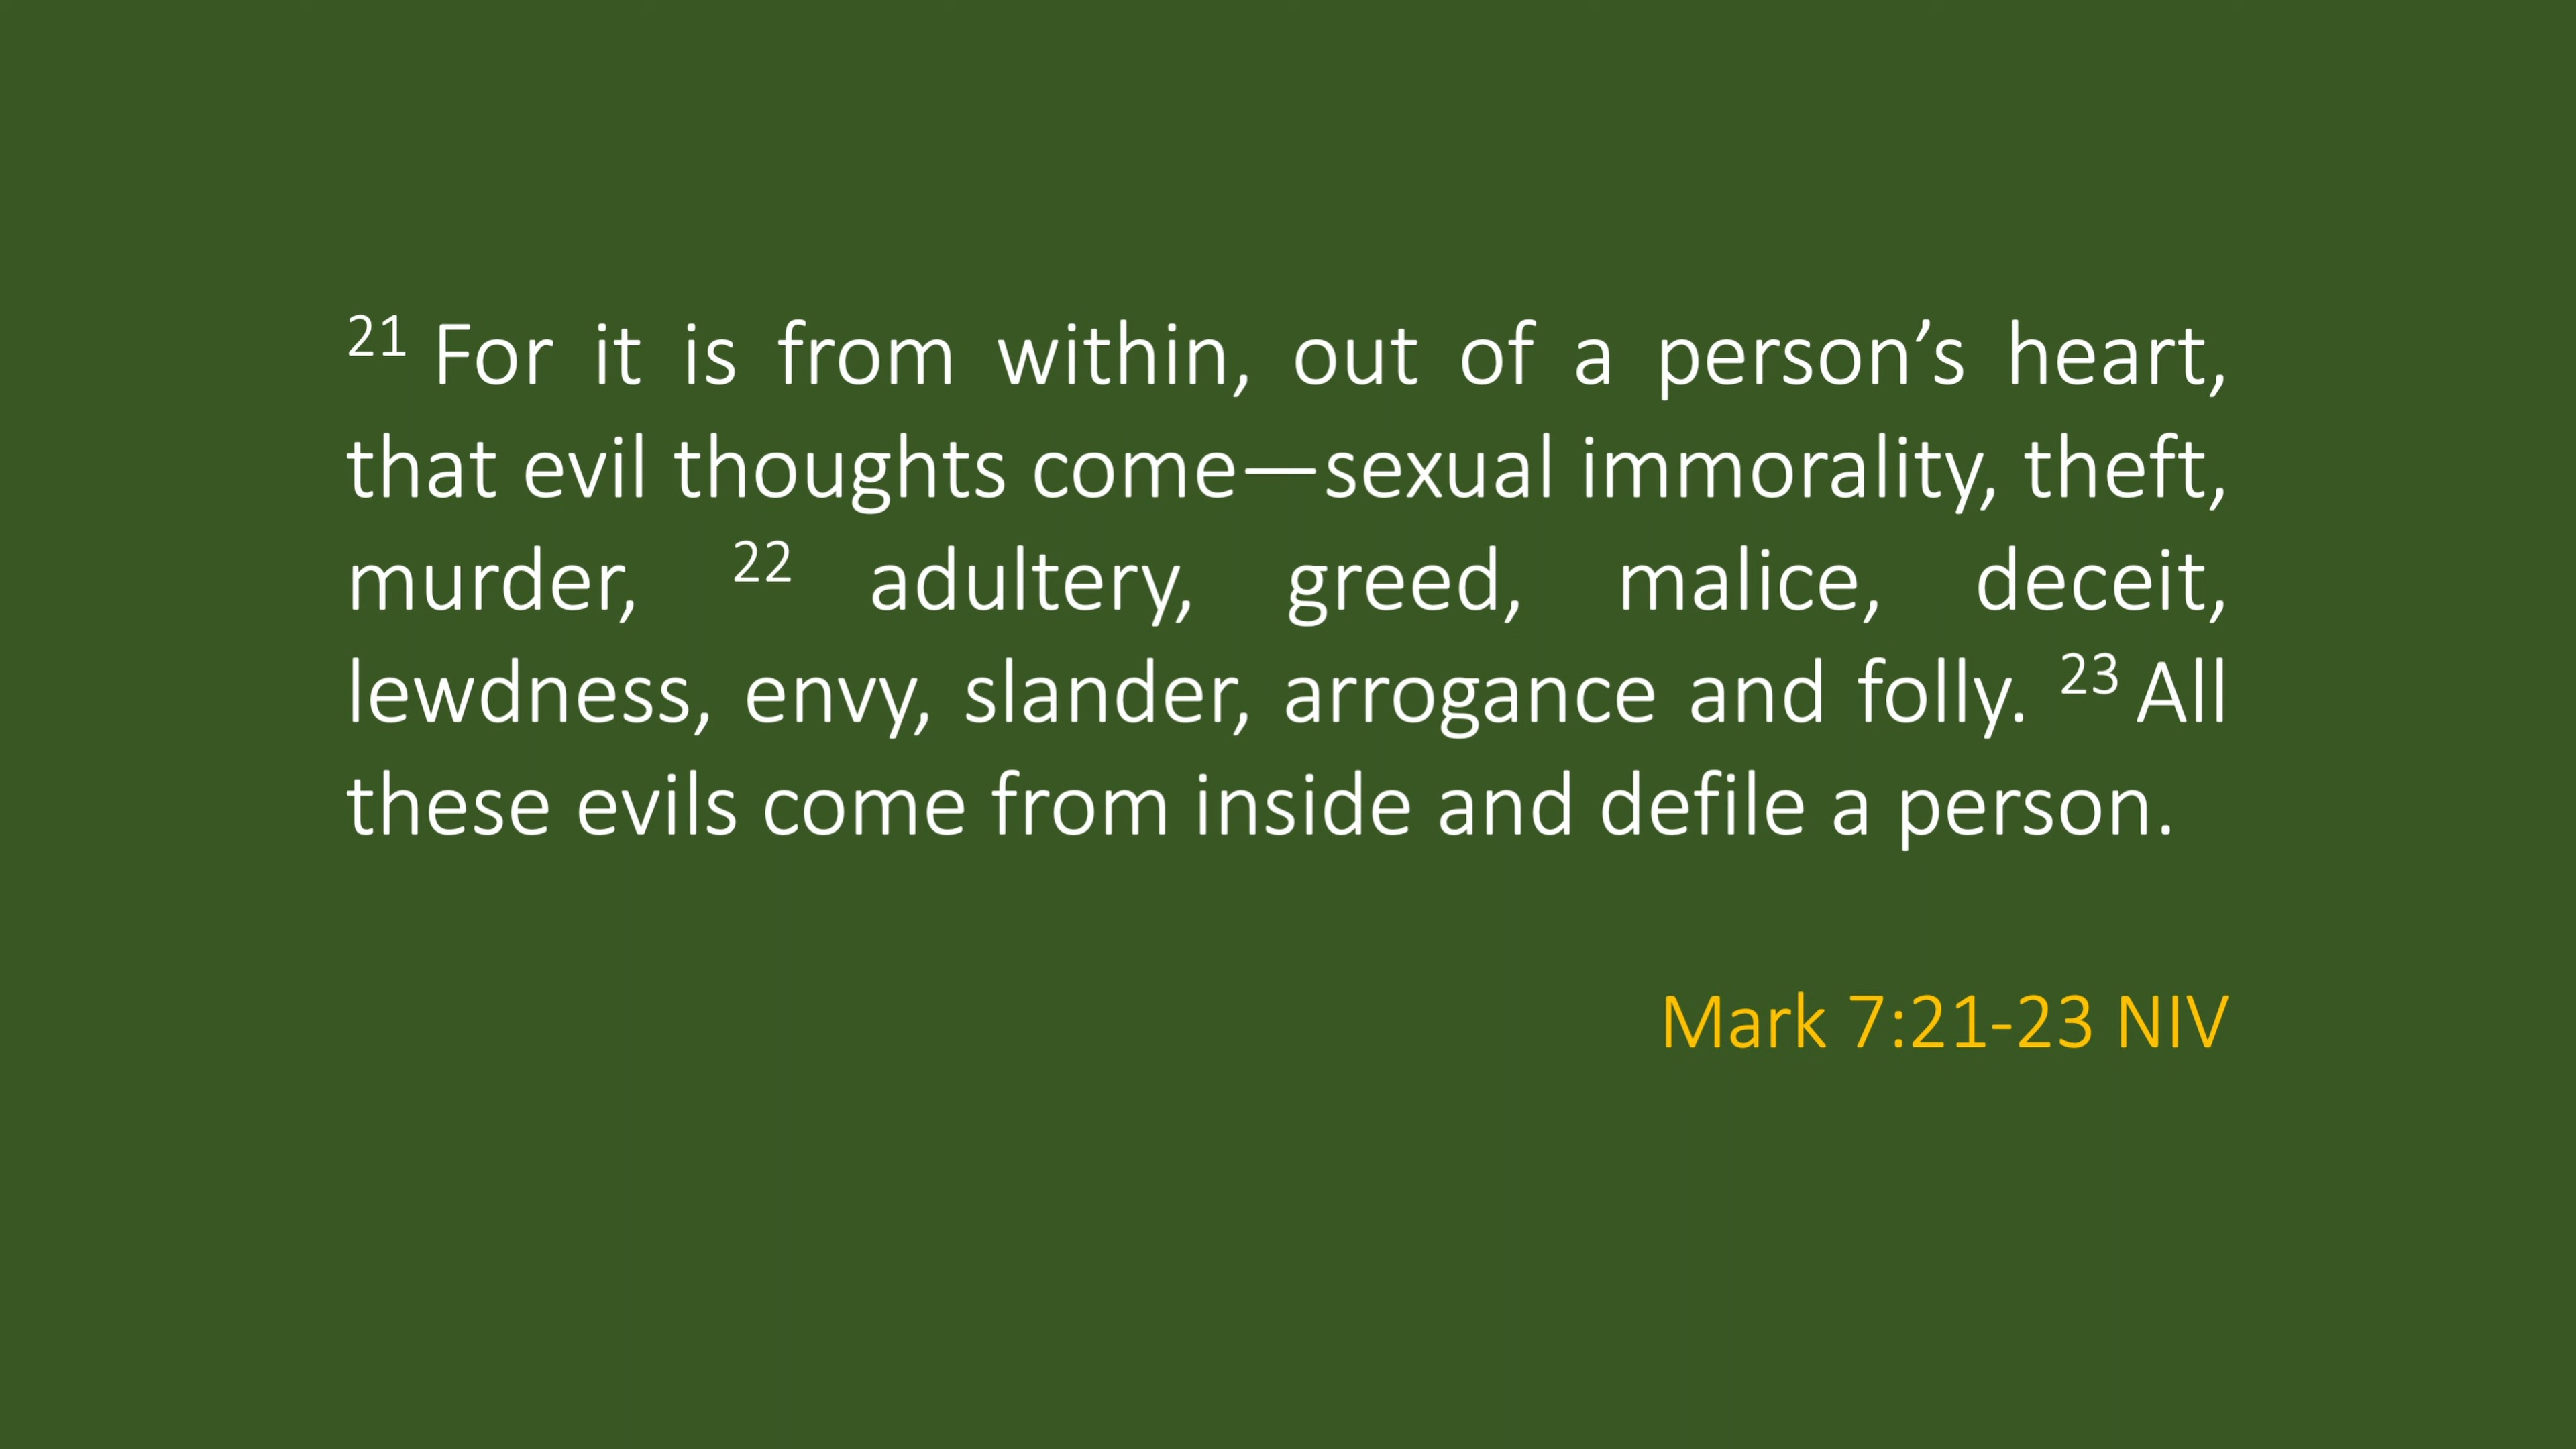 21 For it is from within, out of a person’s heart,
that evil thoughts come—sexual immorality, theft,
murder, 22 adultery, greed, malice, deceit,
lewdness, envy, slander, arrogance and folly. 23 All
these evils come from inside and defile a person.
Mark 7:21-23 NIV